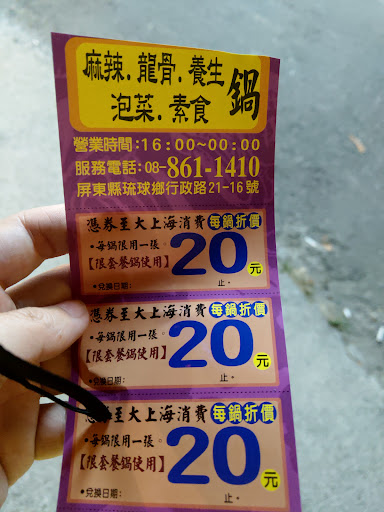 麻辣.龍骨.養生
泡菜.素食
鍋
營業時間:16:00~00:00
服務電話:08-861-1410
屏東縣琉球鄉行政路21-16號
憑券至大上海消費 每鍋折價
•每鍋限用一張。
【限套餐鍋使用】
20元
•兌換日期: 止。
憑券至大上海消費 每鍋折價
•每鍋限用一張。
【限套餐鍋使用】
20元
•兌換日期: 止。
憑券至大上海消費 每鍋折價
•每鍋限用一張。
【限套餐鍋使用】
20元
•兌換日期: 止。